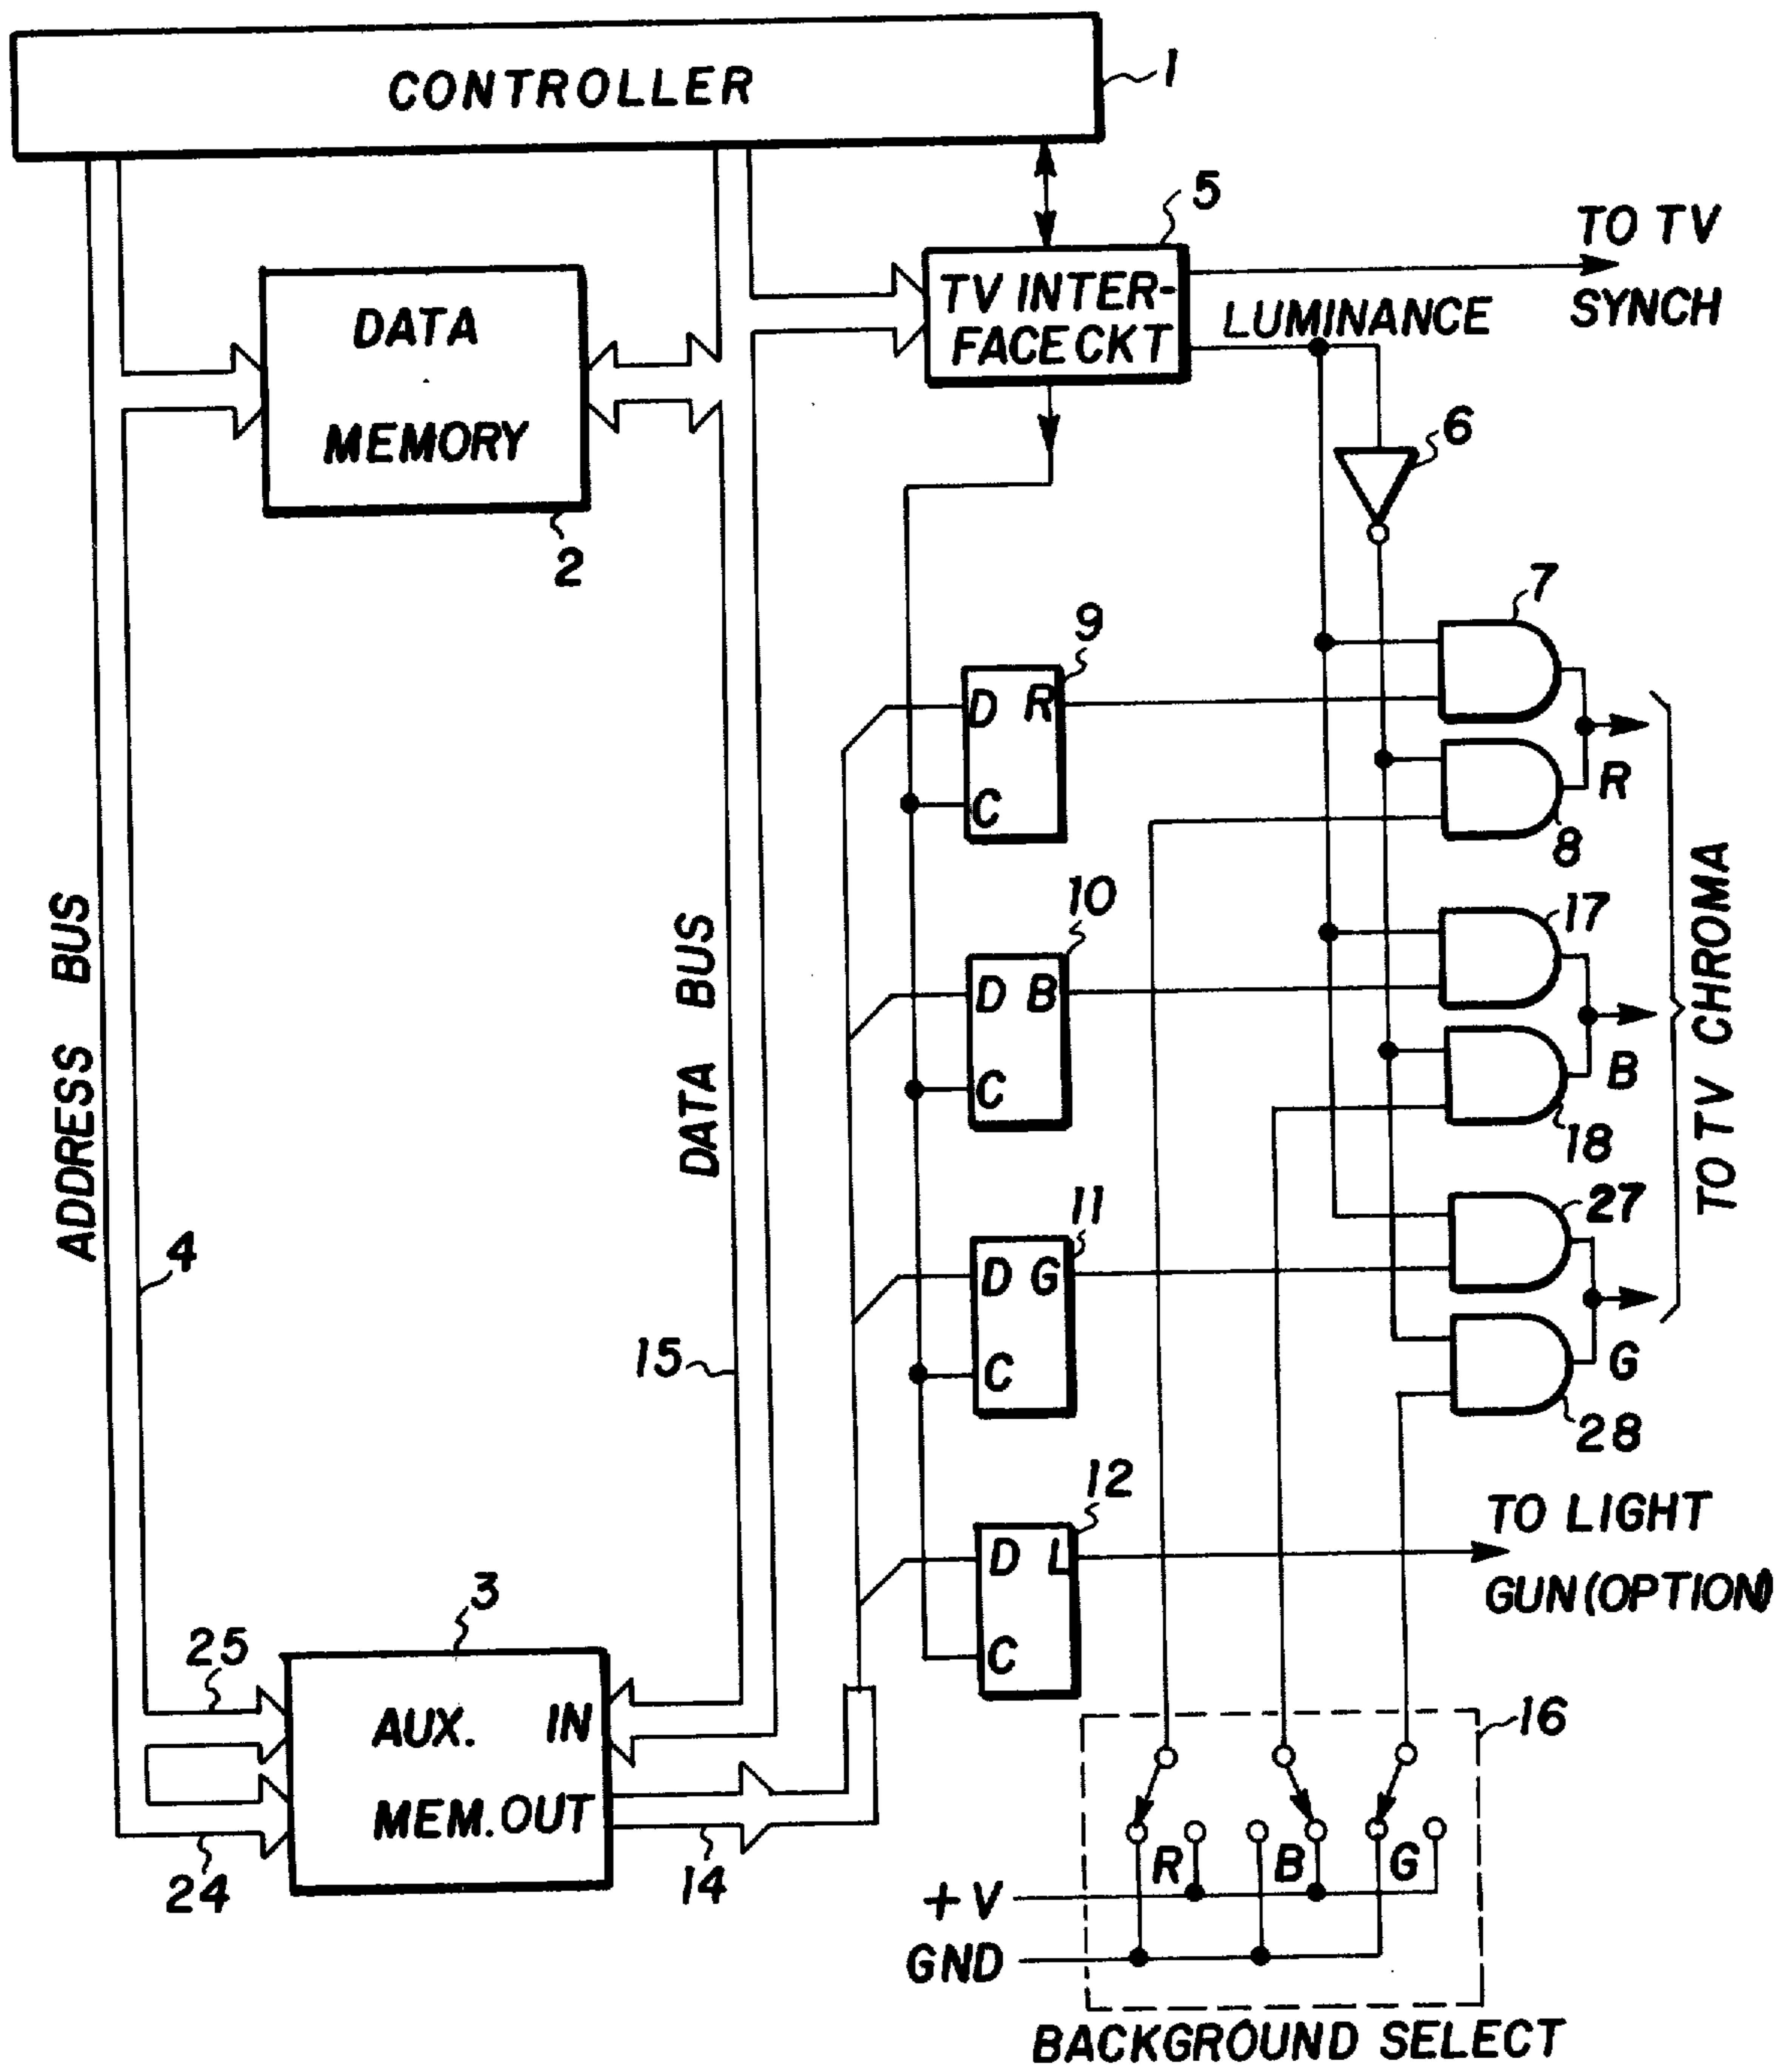 CONTROLLER
1
5
TO TV
SYNCH
DATA
MEMORY
2
TV INTER-
FACE CKT
LUMINANCE
6
7
9
D R
C
R
8
10
D B
C
17
B
18
11
D G
C
27
G
28
12
D L
C
TO TV CHROMA
ADDRESS BUS
4
DATA BUS
15
TO LIGHT
GUN (OPTION)
3
25
AUX. IN
MEM. OUT
24
14
16
R B G
+V
GND
BACKGROUND SELECT